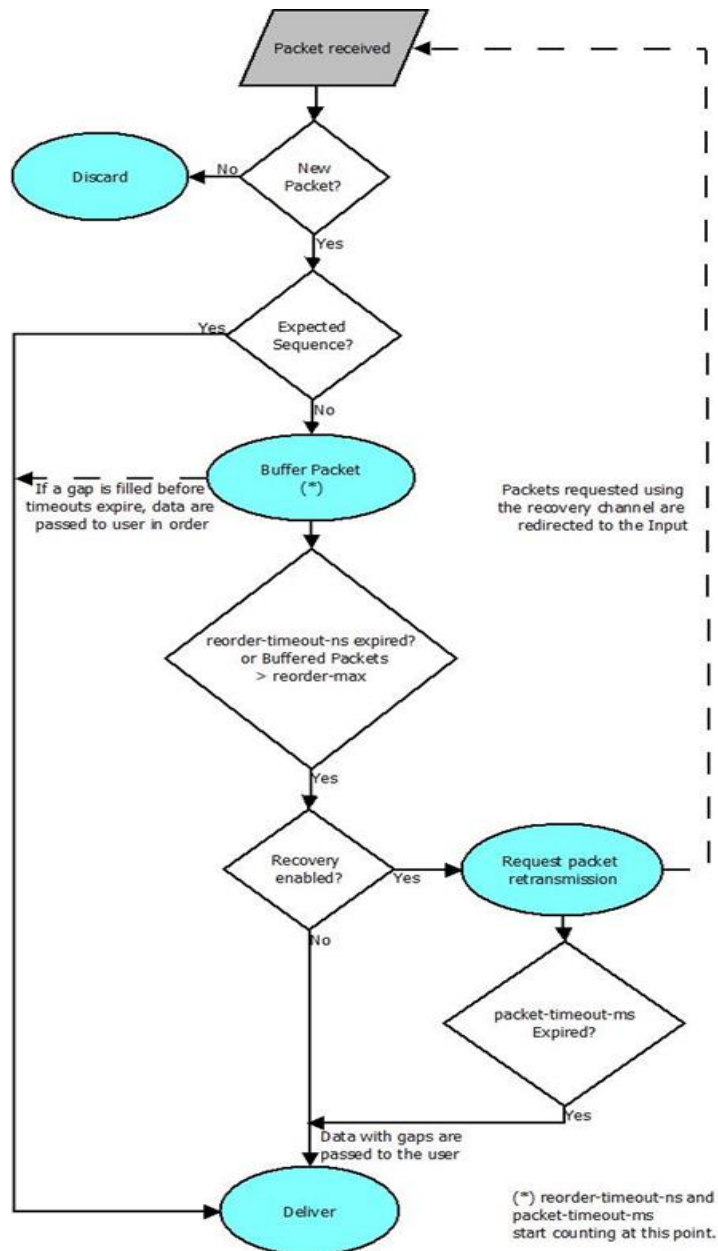 Packet received
New
Packet?
No
Discard
Yes
Expected
Sequence?
Yes
No
Buffer Packet
(*)
If a gap is filled before
timeouts expire, data are
passed to user in order
Packets requested using
the recovery channel are
redirected to the Input
reorder-timeout-ns expired?
or Buffered Packets
> reorder-max
Yes
Recovery
enabled?
Yes
Request packet
retransmission
No
packet-timeout-ms
Expired?
Yes
Data with gaps are
passed to the user
Deliver
(*) reorder-timeout-ns and
packet-timeout-ms
start counting at this point.